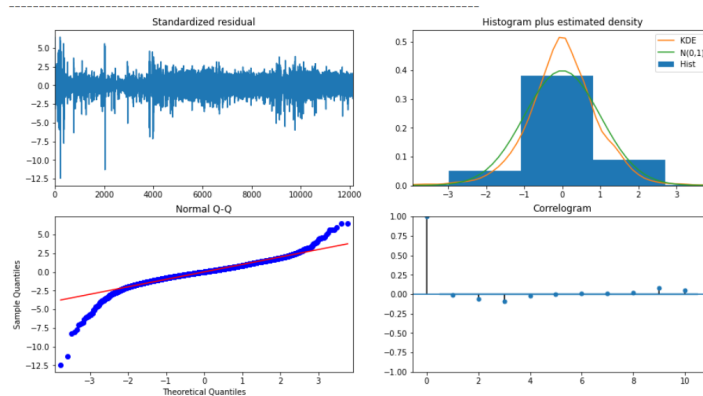 Standardized residual
5.0
2.5
0.0
−2.5
−5.0
−7.5
−10.0
−12.5
0 2000 4000 6000 8000 10000 12000
Histogram plus estimated density
KDE
N(0,1)
Hist
0.5
0.4
0.3
0.2
0.1
0.0
−3 −2 −1 0 1 2 3
Normal Q-Q
Sample Quantiles
5.0
2.5
0.0
−2.5
−5.0
−7.5
−10.0
−12.5
−3 −2 −1 0 1 2 3
Theoretical Quantiles
Correlogram
1.00
0.75
0.50
0.25
0.00
−0.25
−0.50
−0.75
−1.00
0 2 4 6 8 10